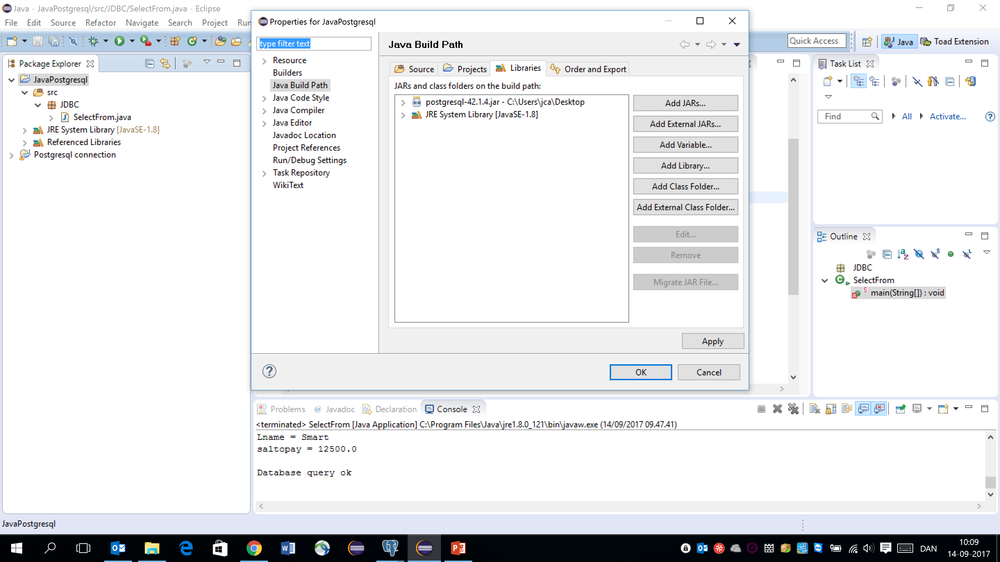 Java - JavaPostgresql/src/JDBC/SelectFrom.java - Eclipse
File Edit Source Refactor Navigate Search Project Run
Quick Access
Java
Toad Extension
Package Explorer
JavaPostgresql
src
JDBC
SelectFrom.java
JRE System Library [JavaSE-1.8]
Referenced Libraries
Postgresql connection
Properties for JavaPostgresql
type filter text
Resource
Builders
Java Build Path
Java Code Style
Java Compiler
Java Editor
Javadoc Location
Project References
Run/Debug Settings
Task Repository
WikiText
Java Build Path
Source Projects Libraries Order and Export
JARs and class folders on the build path:
postgresql-42.1.4.jar - C:\Users\jca\Desktop
JRE System Library [JavaSE-1.8]
Add JARs...
Add External JARs...
Add Variable...
Add Library...
Add Class Folder...
Add External Class Folder...
Edit...
Remove
Migrate JAR File...
Apply
OK
Cancel
Task List
Find
All
Activate...
Outline
JDBC
SelectFrom
main(String[]) : void
Problems @ Javadoc Declaration Console
<terminated> SelectFrom [Java Application] C:\Program Files\Java\jre1.8.0_121\bin\javaw.exe (14/09/2017 09.47.41)
Lname = Smart
saltopay = 12500.0
Database query ok
JavaPostgresql
DAN
10:09
14-09-2017